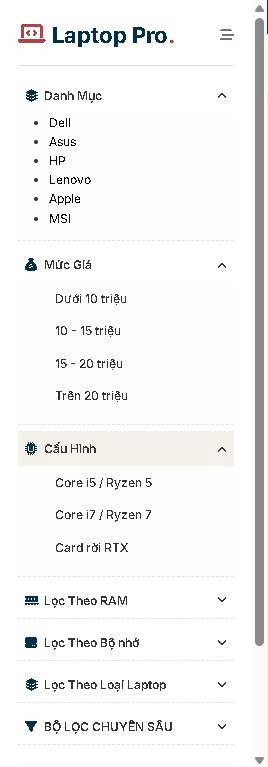 Laptop Pro.
Danh Mục
Dell
Asus
HP
Lenovo
Apple
MSI
Mức Giá
Dưới 10 triệu
10 - 15 triệu
15 - 20 triệu
Trên 20 triệu
Cấu Hình
Core i5 / Ryzen 5
Core i7 / Ryzen 7
Card rời RTX
Lọc Theo RAM
Lọc Theo Bộ nhớ
Lọc Theo Loại Laptop
BỘ LỌC CHUYÊN SÂU